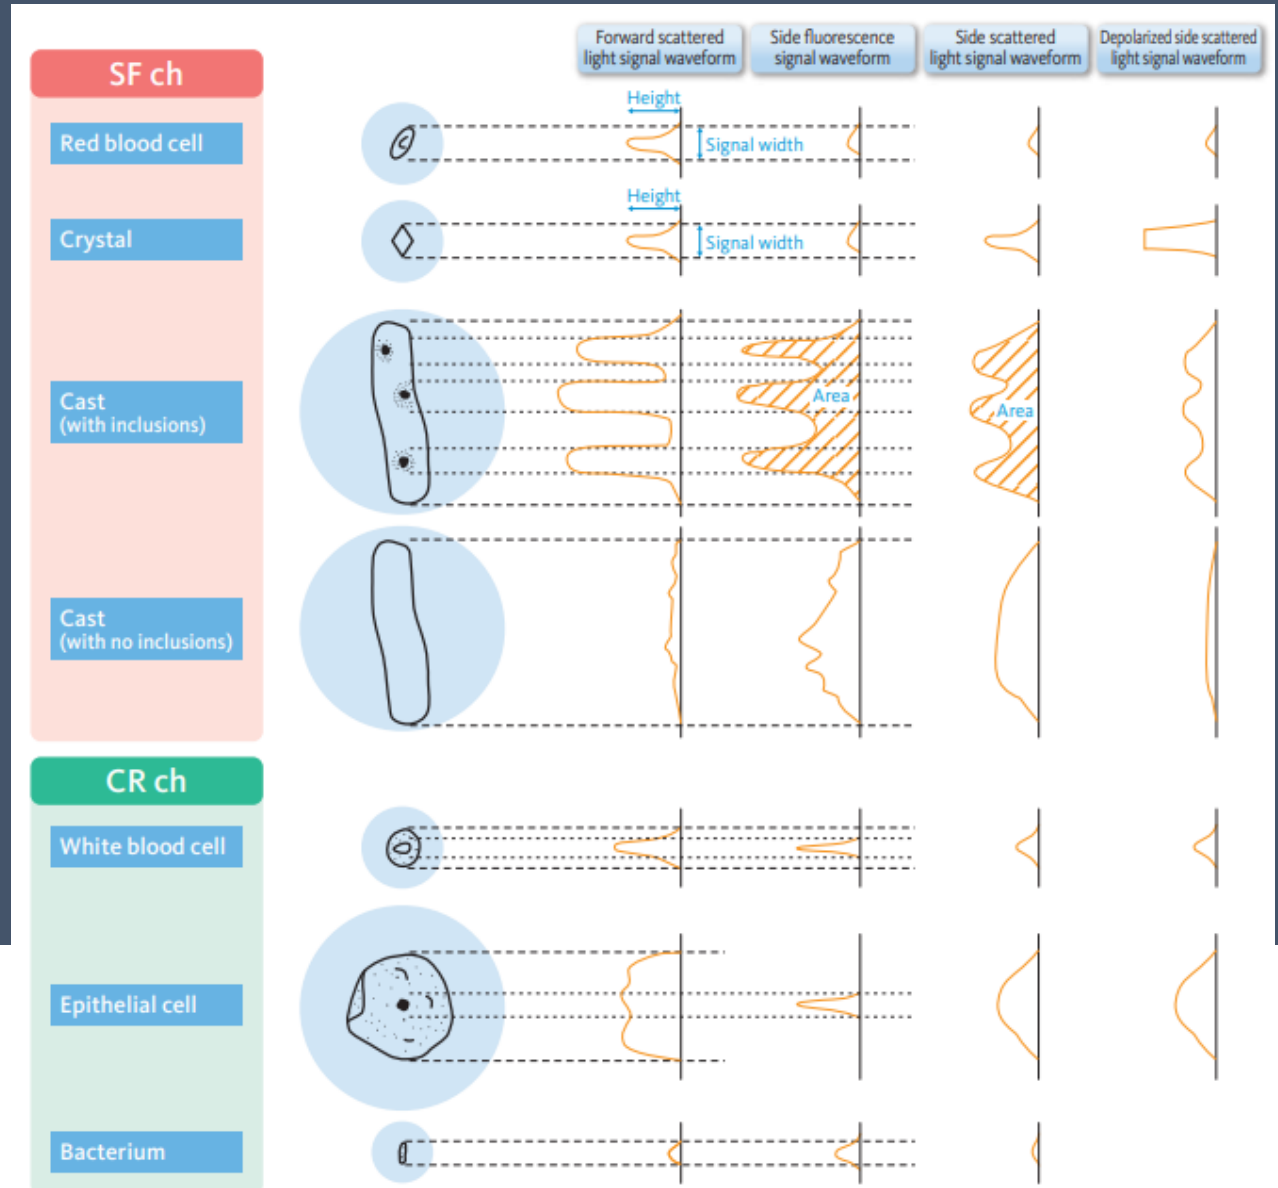 Forward scattered
light signal waveform
Side fluorescence
signal waveform
Side scattered
light signal waveform
Depolarized side scattered
light signal waveform
SF ch
Height
Red blood cell
Signal width
Height
Crystal
Signal width
Cast
(with inclusions)
Area
Area
Cast
(with no inclusions)
CR ch
White blood cell
Epithelial cell
Bacterium